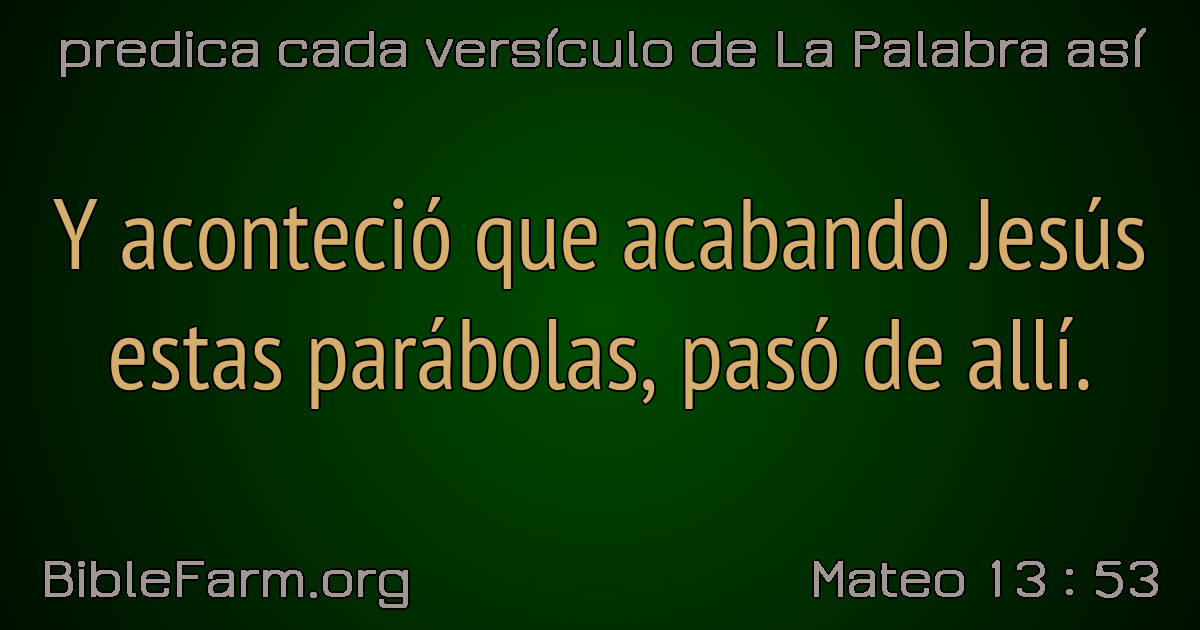 predica cada versículo de La Palabra así
Y aconteció que acabando Jesús
estas parábolas, pasó de allí.
BibleFarm.org
Mateo 13 : 53